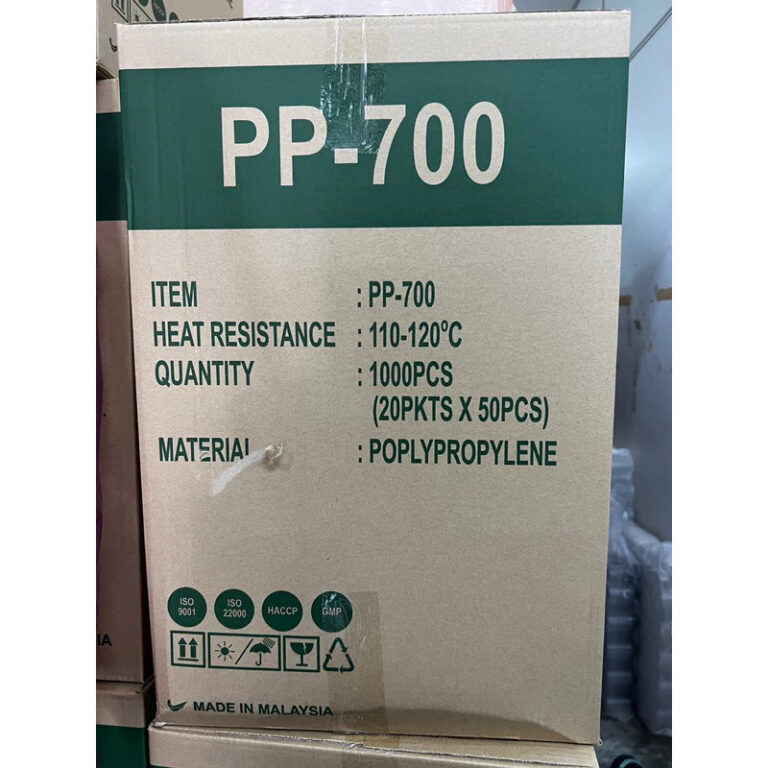 PP-700
ITEM : PP-700
HEAT RESISTANCE : 110-120°C
QUANTITY : 1000PCS
(20PKTS X 50PCS)
MATERIAL : POPLYPROPYLENE
ISO 9001
ISO 22000
HACCP
GMP
MADE IN MALAYSIA
IA